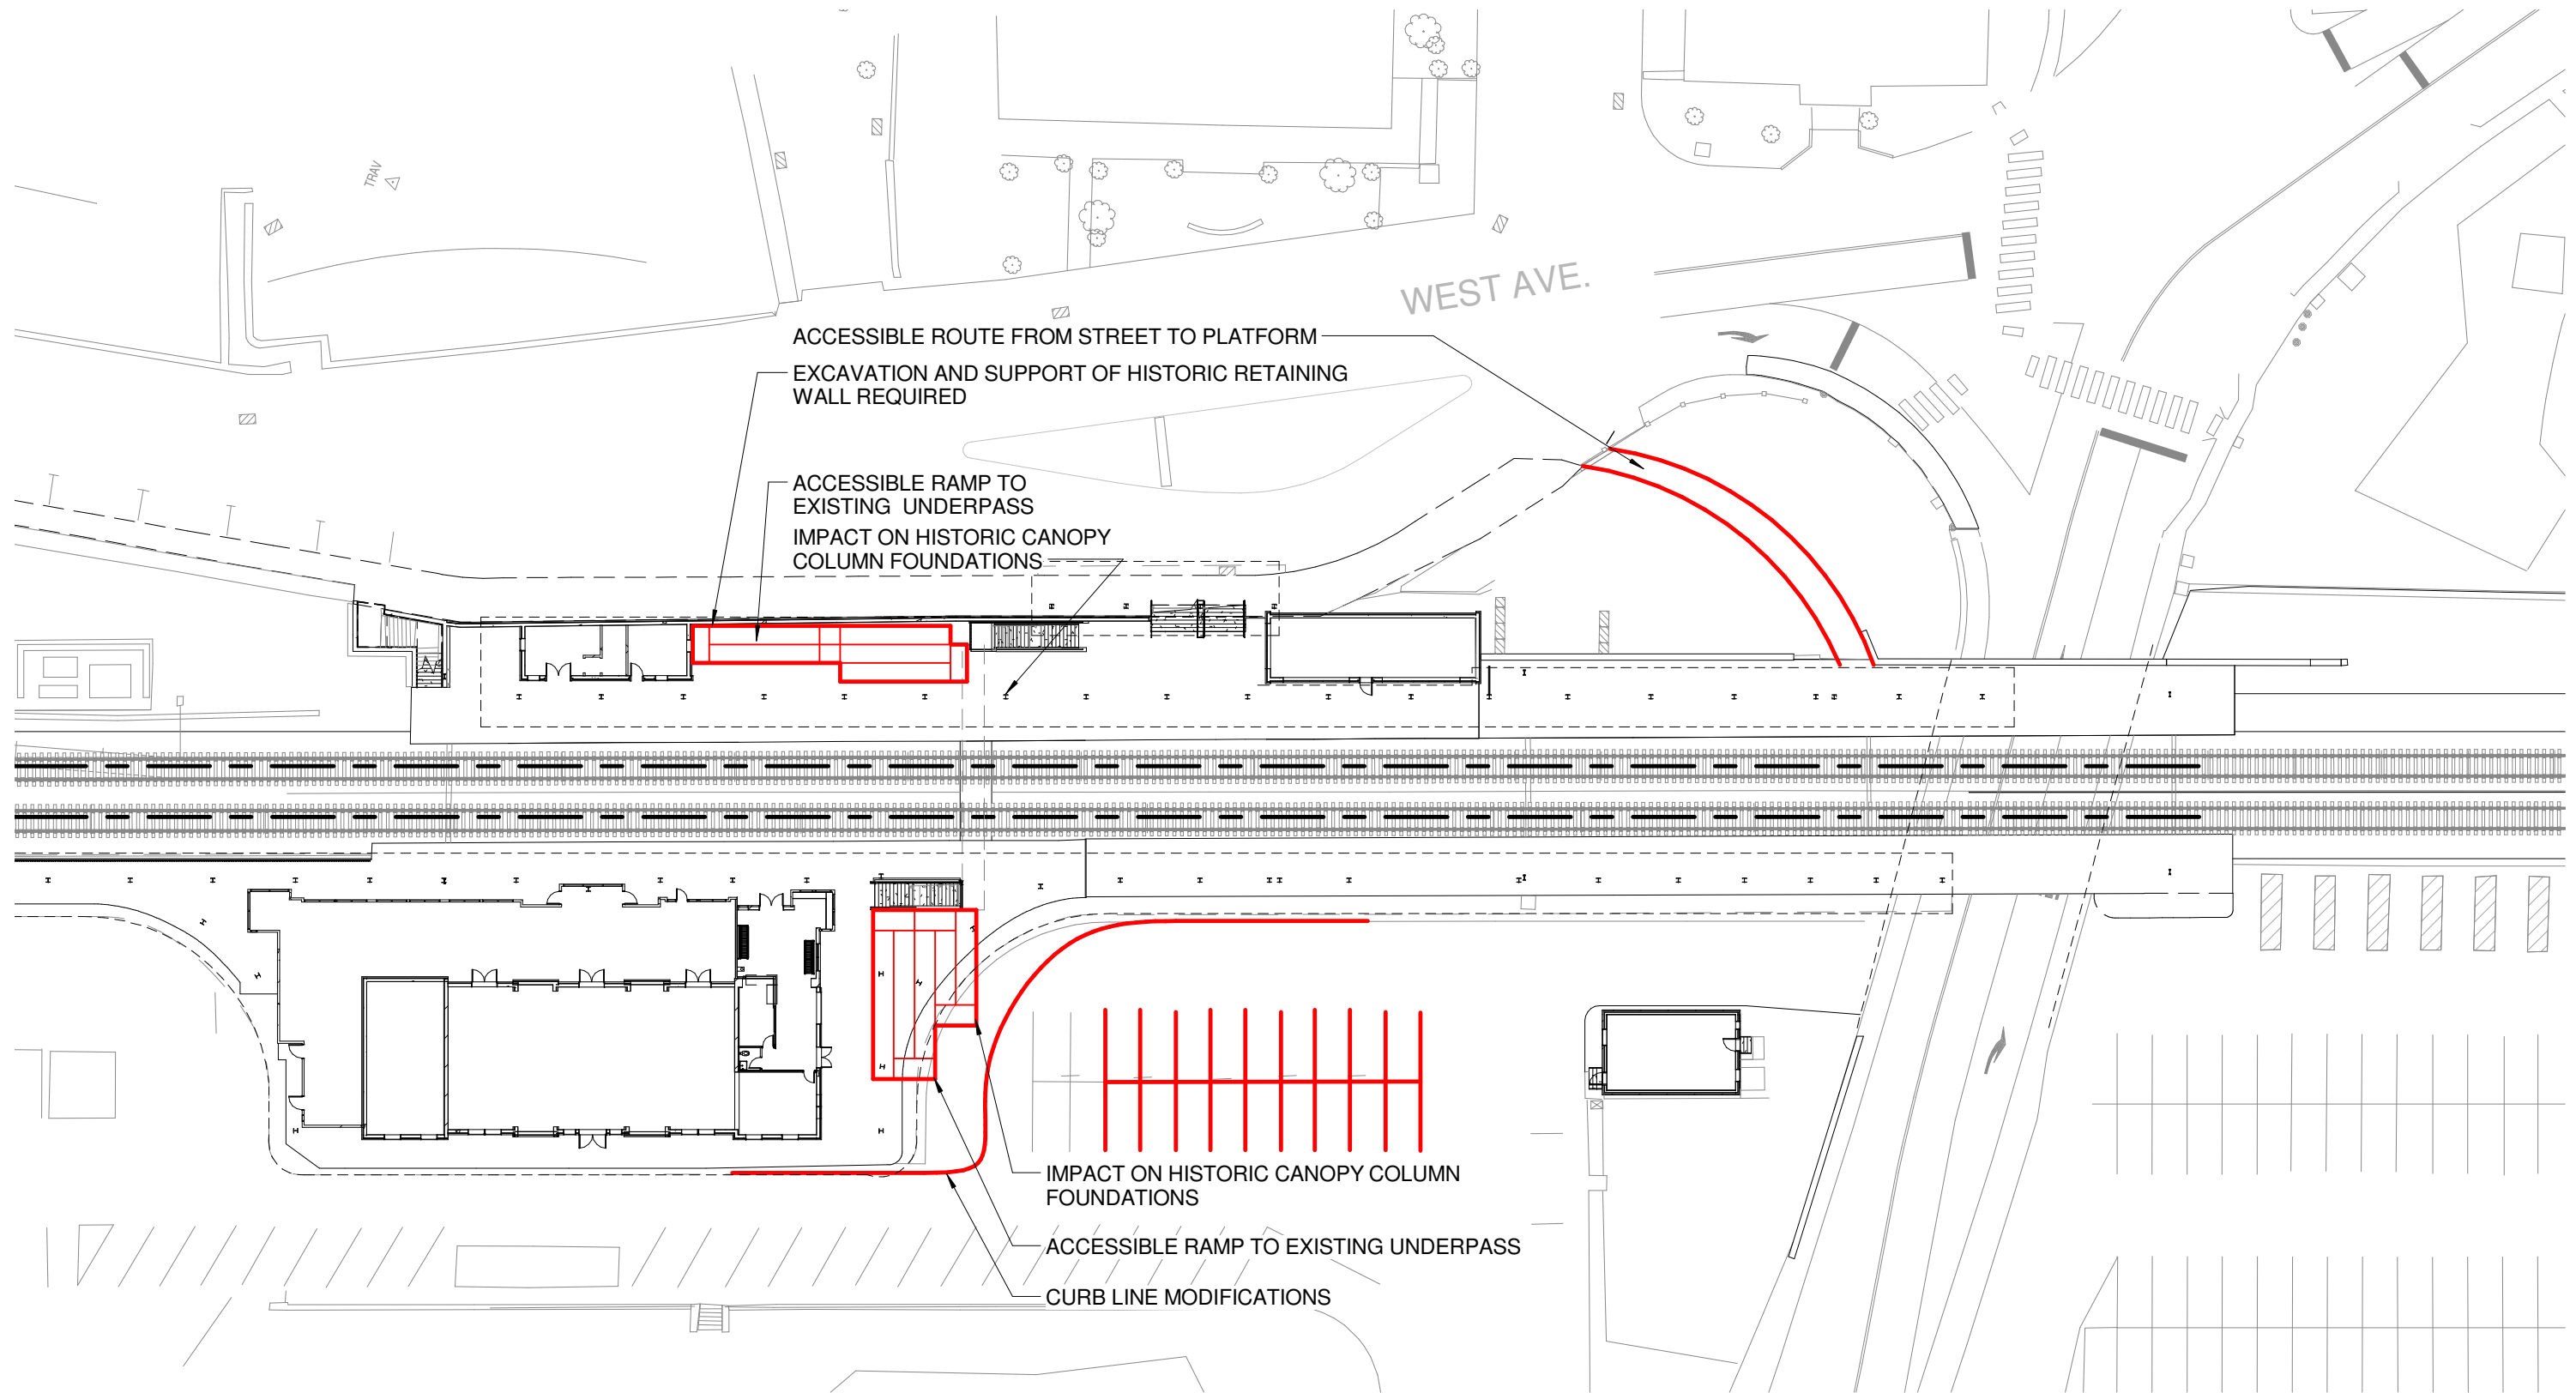 TRAV
WEST AVE.
ACCESSIBLE ROUTE FROM STREET TO PLATFORM
EXCAVATION AND SUPPORT OF HISTORIC RETAINING
WALL REQUIRED
ACCESSIBLE RAMP TO
EXISTING UNDERPASS
IMPACT ON HISTORIC CANOPY
COLUMN FOUNDATIONS
IMPACT ON HISTORIC CANOPY COLUMN
FOUNDATIONS
ACCESSIBLE RAMP TO EXISTING UNDERPASS
CURB LINE MODIFICATIONS